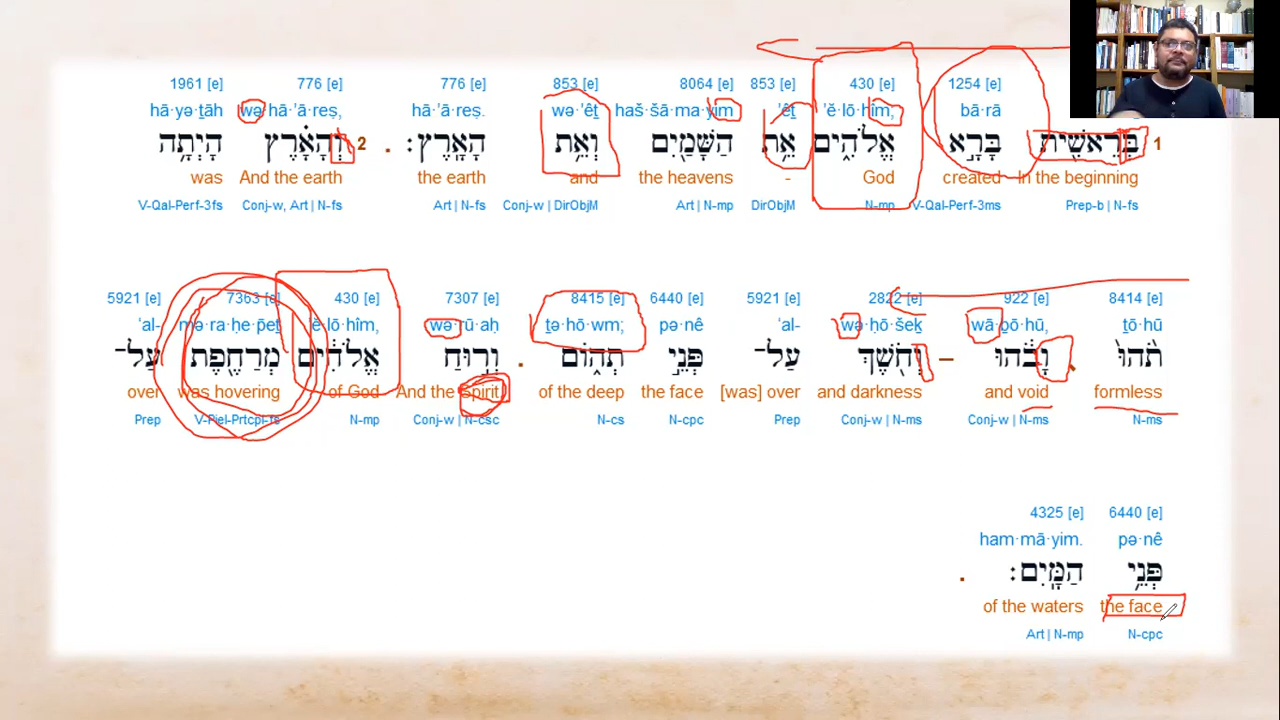 1961 [e] 776 [e] 776 [e] 853 [e] 8064 [e] 853 [e] 430 [e] 1254 [e]
hā·yə·ṯāh wə·hā·’ā·reṣ, hā·’ā·reṣ. wə·’êṯ haš·šā·ma·yim ’êṯ ’ĕ·lō·hîm; bā·rā
1 בְּרֵאשִׁ֖ית בָּרָ֣א אֱלֹהִ֑ים אֵ֥ת הַשָּׁמַ֖יִם וְאֵ֥ת הָאָֽרֶץ׃ . 2 וְהָאָ֗רֶץ הָיְתָ֥ה
was And the earth the earth and the heavens - God created In the beginning
V-Qal-Perf-3fs Conj-w, Art | N-fs Art | N-fs Conj-w | DirObjM Art | N-mp DirObjM N-mp V-Qal-Perf-3ms Prep-b | N-fs
5921 [e] 7363 [e] 430 [e] 7307 [e] 8415 [e] 6440 [e] 5921 [e] 2822 [e] 922 [e] 8414 [e]
‘al- mə·ra·ḥe·p̄eṯ ’ĕ·lō·hîm, wə·rū·aḥ ṯə·hō·wm; pə·nê ‘al- wə·ḥō·šeḵ wā·ḇō·hū, ṯō·hū
תֹ֙הוּ֙ וָבֹ֔הוּ – וְחֹ֖שֶׁךְ עַל־ פְּנֵ֣י תְה֑וֹם . וְר֣וּחַ אֱלֹהִ֔ים מְרַחֶ֖פֶת עַל־
over was hovering of God And the Spirit of the deep the face [was] over and darkness and void formless
Prep V-Piel-Prtcpl-fs N-mp Conj-w | N-csc N-cs N-cpc Prep Conj-w | N-ms Conj-w | N-ms N-ms
4325 [e] 6440 [e]
ham·mā·yim. pə·nê
פְּנֵ֥י הַמָּֽיִם׃ .
of the waters the face
Art | N-mp N-cpc